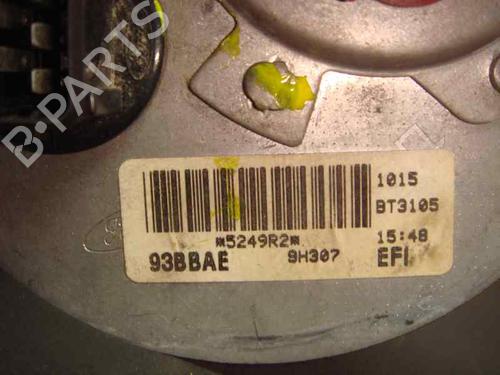 B-PARTS
1015
BT3105
*5249R2*
15:48
93BBAE
9H307
EFI